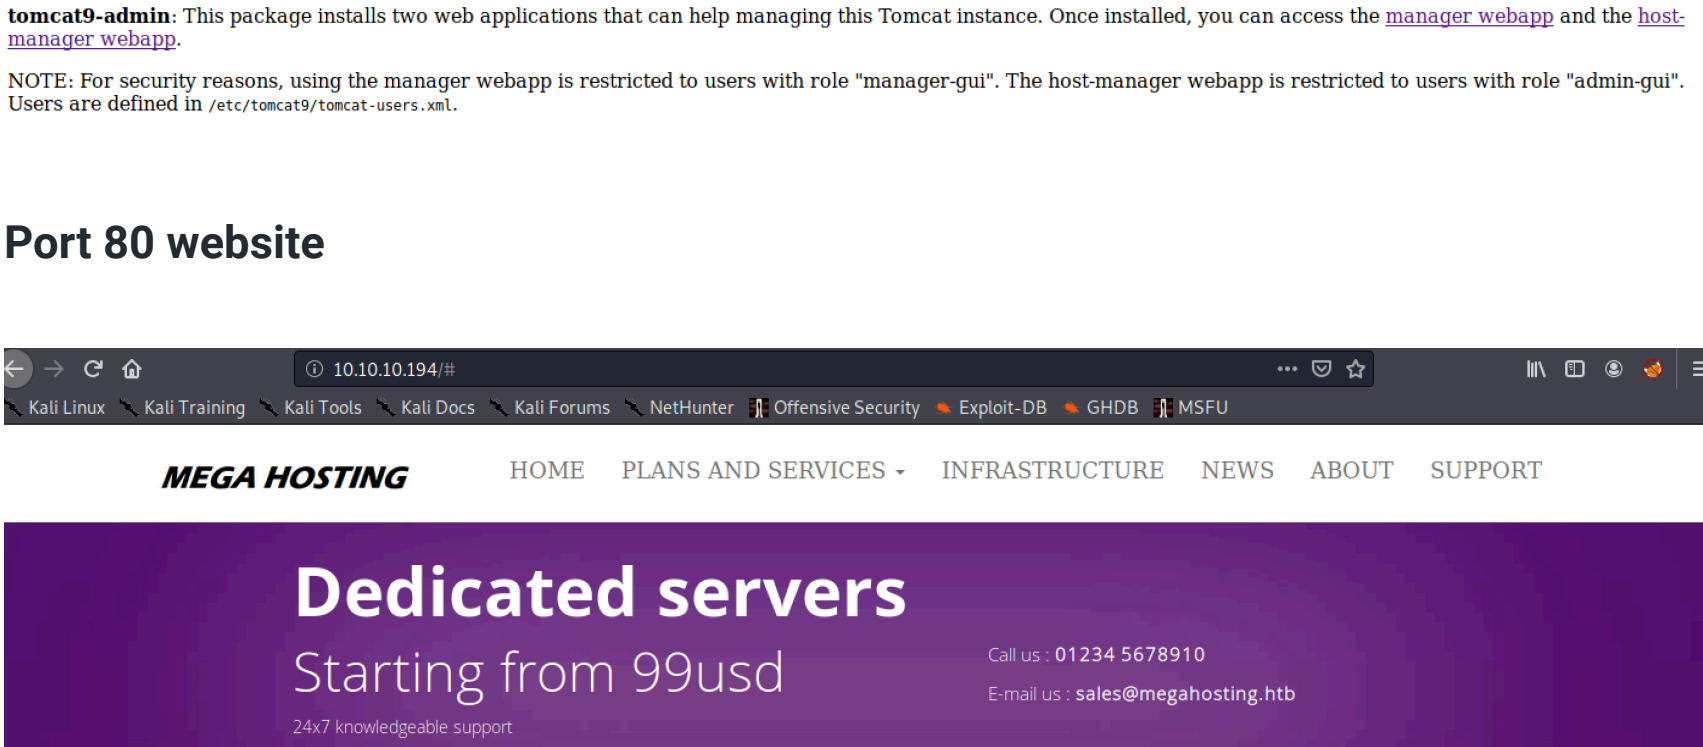 tomcat9-admin: This package installs two web applications that can help managing this Tomcat instance. Once installed, you can access the manager webapp and the host-
manager webapp.
NOTE: For security reasons, using the manager webapp is restricted to users with role "manager-gui". The host-manager webapp is restricted to users with role "admin-gui".
Users are defined in /etc/tomcat9/tomcat-users.xml.
Port 80 website
10.10.10.194/#
Kali Linux Kali Training Kali Tools Kali Docs Kali Forums NetHunter Offensive Security Exploit-DB GHDB MSFU
MEGA HOSTING HOME PLANS AND SERVICES INFRASTRUCTURE NEWS ABOUT SUPPORT
Dedicated servers
Starting from 99usd
Call us : 01234 5678910
E-mail us : sales@megahosting.htb
24x7 knowledgeable support